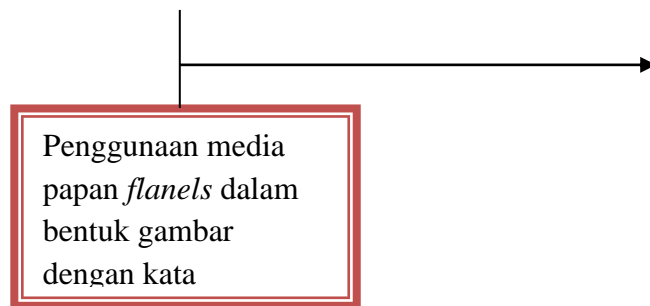 Penggunaan media
papan flanels dalam
bentuk gambar
dengan kata